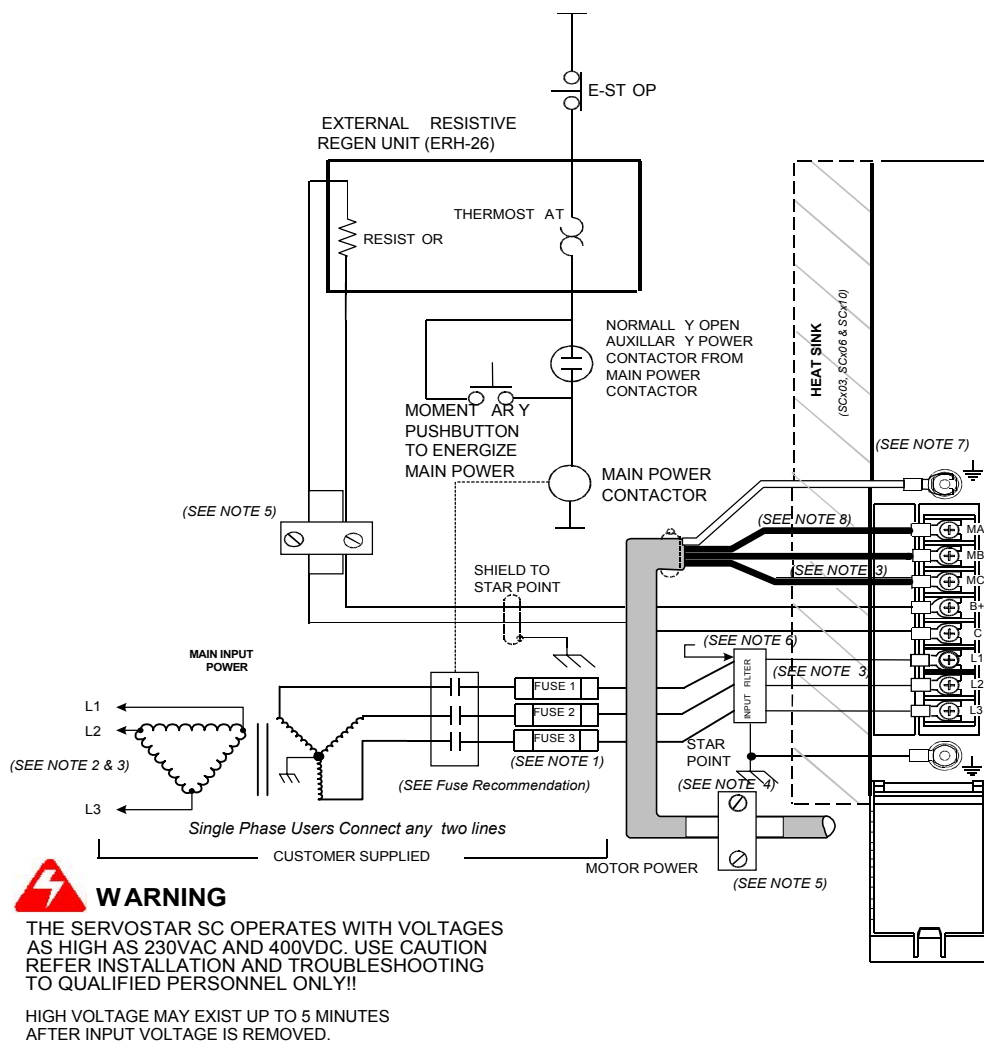 E-ST OP
EXTERNAL RESISTIVE
REGEN UNIT (ERH-26)
THERMOST AT
RESIST OR
NORMALL Y OPEN
AUXILLAR Y POWER
CONTACTOR FROM
MAIN POWER
CONTACTOR
HEAT SINK
(SCx03, SCx06 & SCx10)
MOMENT AR Y
PUSHBUTTON
TO ENERGIZE
MAIN POWER
MAIN POWER
CONTACTOR
(SEE NOTE 7)
(SEE NOTE 5)
(SEE NOTE 8)
MA
MB
(SEE NOTE 3)
MC
SHIELD TO
STAR POINT
B+
C
(SEE NOTE 6)
L1
MAIN INPUT
POWER
INPUT FILTER
(SEE NOTE 3)
L2
L3
FUSE 1
FUSE 2
FUSE 3
L1
L2
(SEE NOTE 2 & 3)
L3
(SEE NOTE 1)
(SEE Fuse Recommendation)
STAR
POINT
(SEE NOTE 4)
Single Phase Users Connect any two lines
CUSTOMER SUPPLIED
MOTOR POWER
(SEE NOTE 5)
WARNING
THE SERVOSTAR SC OPERATES WITH VOLTAGES
AS HIGH AS 230VAC AND 400VDC. USE CAUTION
REFER INSTALLATION AND TROUBLESHOOTING
TO QUALIFIED PERSONNEL ONLY!!
HIGH VOLTAGE MAY EXIST UP TO 5 MINUTES
AFTER INPUT VOLTAGE IS REMOVED.